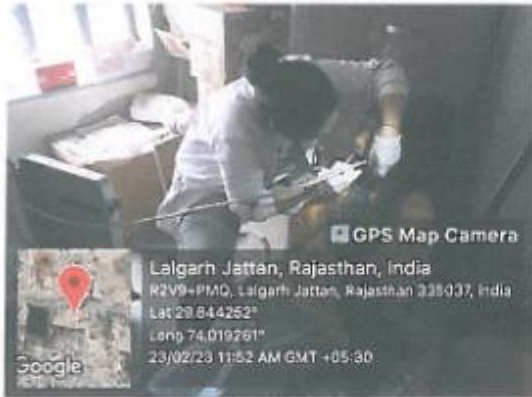 GPS Map Camera
Lalgarh Jattan, Rajasthan, India
R2V9+PMQ, Lalgarh Jattan, Rajasthan 335037, India
Lat 29.844252°
Long 74.019261°
23/02/23 11:52 AM GMT +05:30
Google